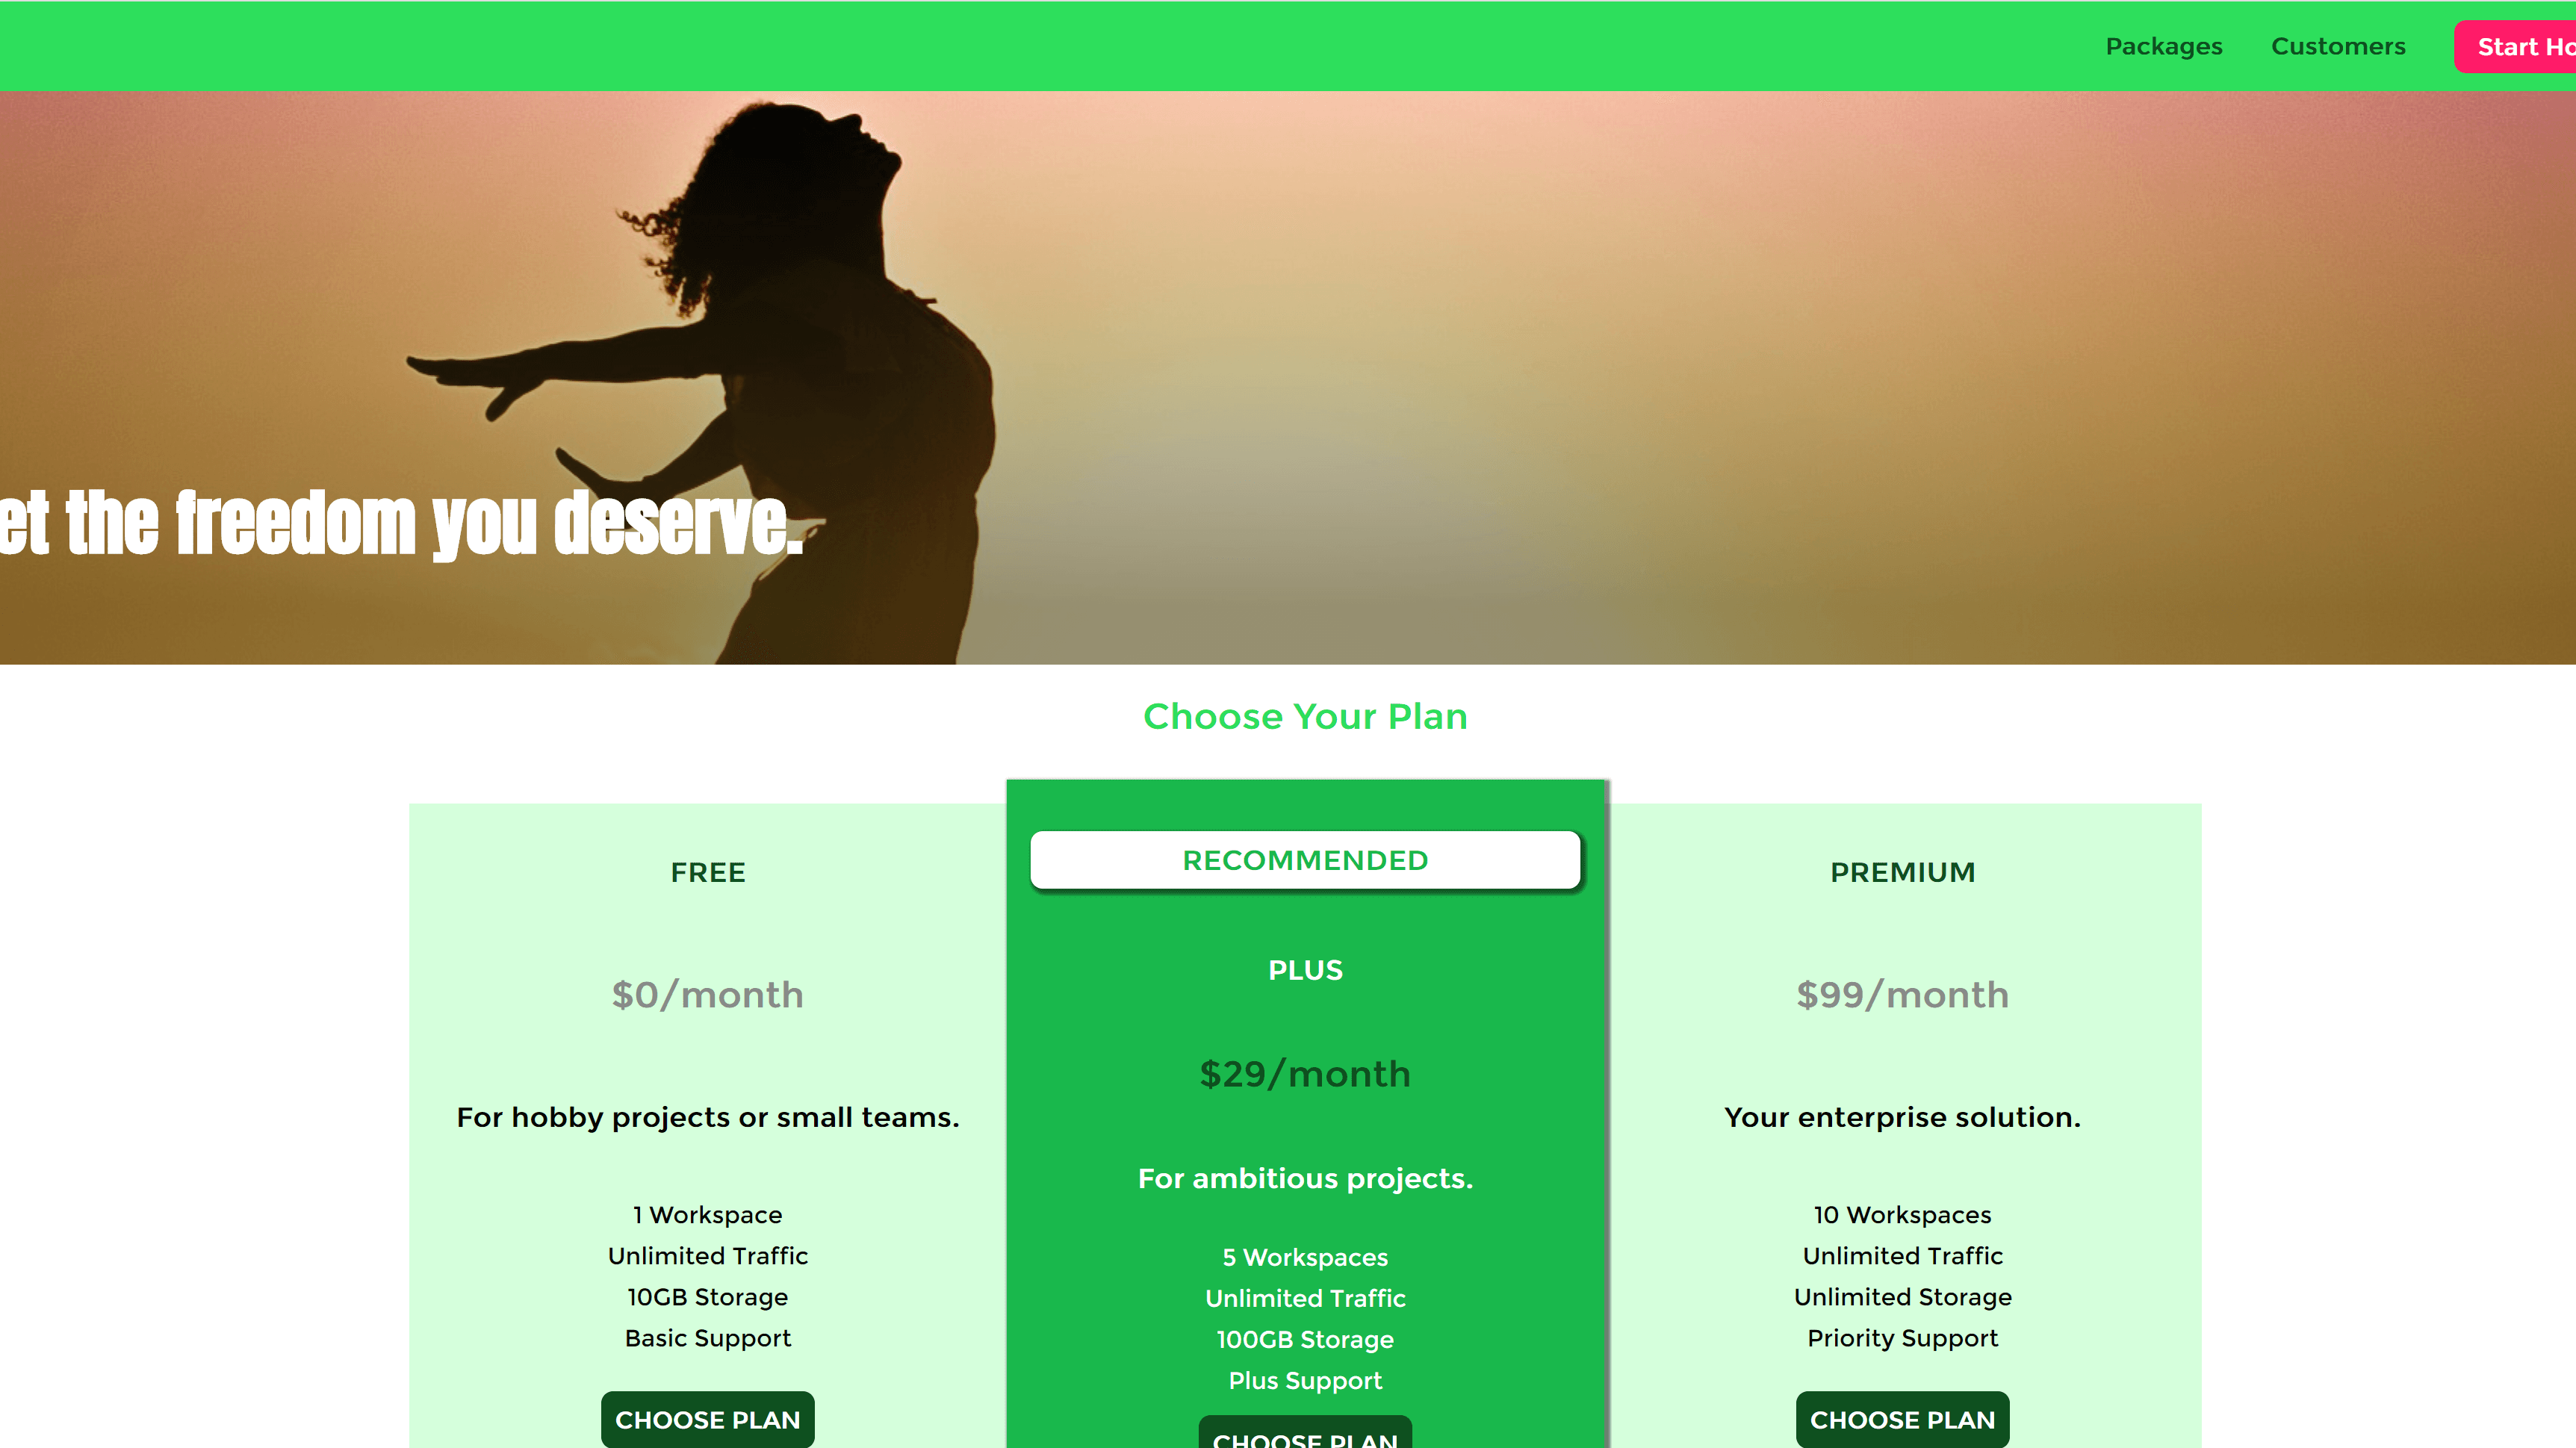 Packages Customers Start Ho
et the freedom you deserve.
Choose Your Plan
FREE
$0/month
For hobby projects or small teams.
1 Workspace
Unlimited Traffic
10GB Storage
Basic Support
CHOOSE PLAN
RECOMMENDED
PLUS
$29/month
For ambitious projects.
5 Workspaces
Unlimited Traffic
100GB Storage
Plus Support
CHOOSE PLAN
PREMIUM
$99/month
Your enterprise solution.
10 Workspaces
Unlimited Traffic
Unlimited Storage
Priority Support
CHOOSE PLAN